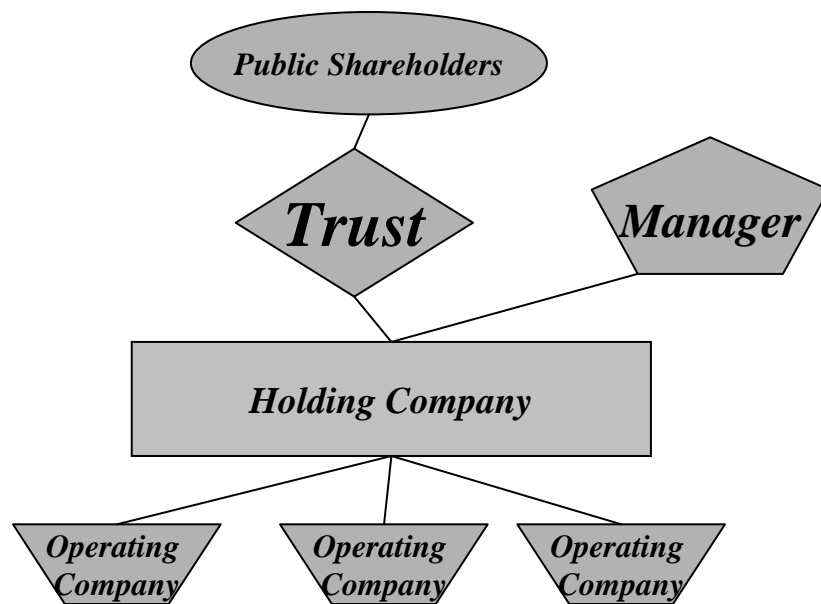 Public Shareholders
Trust
Manager
Holding Company
Operating
Company
Operating
Company
Operating
Company